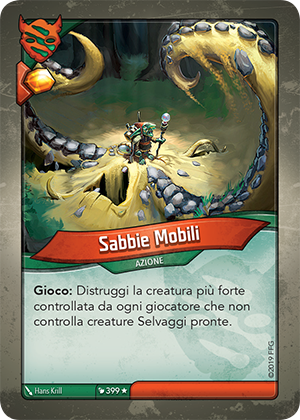 Sabbie Mobili
AZIONE
Gioco: Distruggi la creatura più forte
controllata da ogni giocatore che non
controlla creature Selvaggi pronte.
©2019 FFG
Hans Krill
399